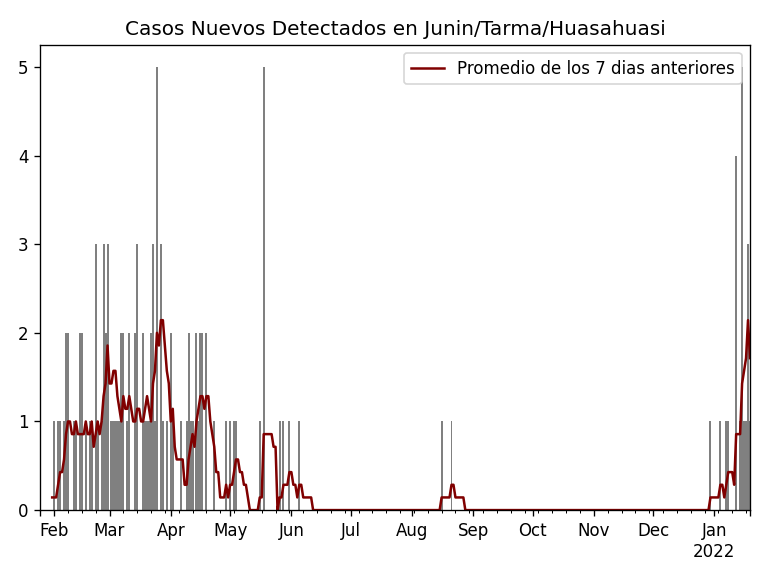 Casos Nuevos Detectados en Junin/Tarma/Huasahuasi
Promedio de los 7 dias anteriores
5
4
3
2
1
0
Feb Mar Apr May Jun Jul Aug Sep Oct Nov Dec Jan
2022